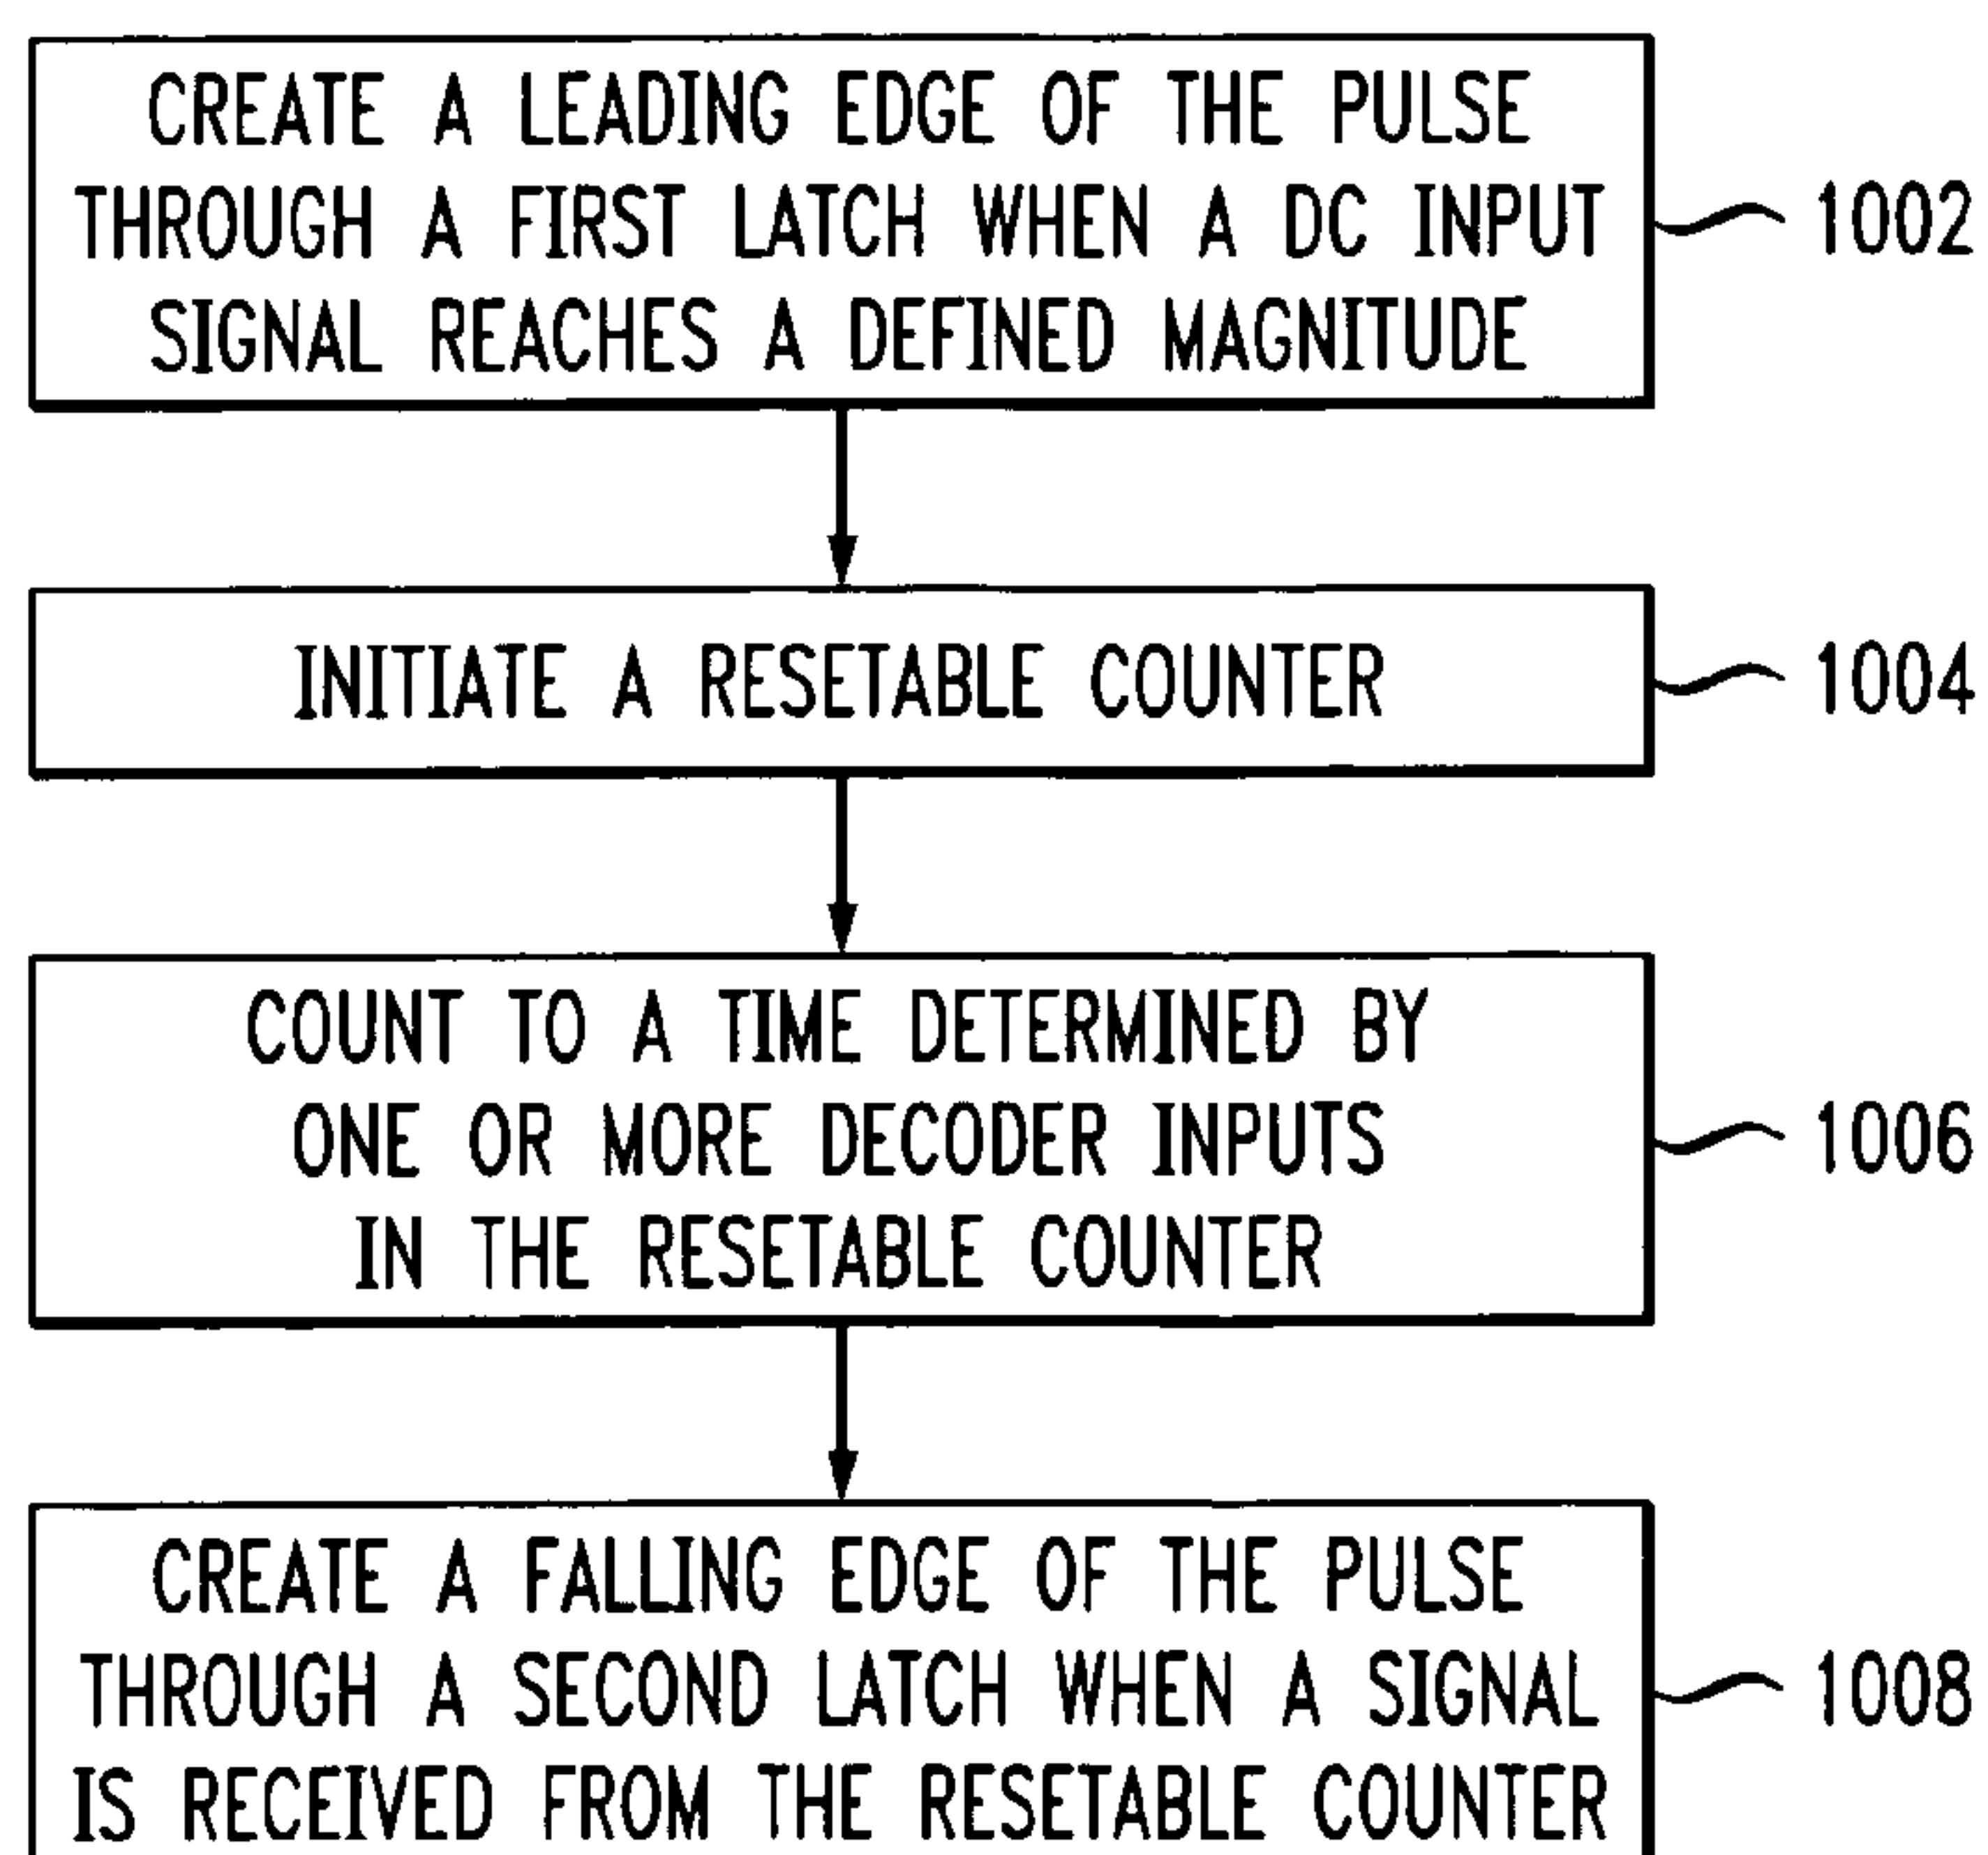 CREATE A LEADING EDGE OF THE PULSE
THROUGH A FIRST LATCH WHEN A DC INPUT
SIGNAL REACHES A DEFINED MAGNITUDE
1002
INITIATE A RESETABLE COUNTER
1004
COUNT TO A TIME DETERMINED BY
ONE OR MORE DECODER INPUTS
IN THE RESETABLE COUNTER
1006
CREATE A FALLING EDGE OF THE PULSE
THROUGH A SECOND LATCH WHEN A SIGNAL
IS RECEIVED FROM THE RESETABLE COUNTER
1008